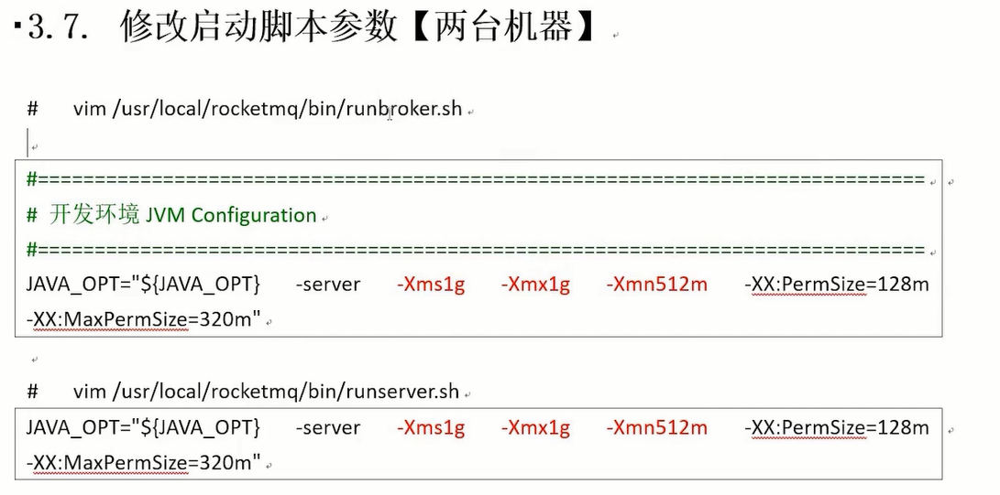 ▪3.7. 修改启动脚本参数【两台机器】
# vim /usr/local/rocketmq/bin/runbroker.sh
#==============================================================================
# 开发环境 JVM Configuration
#==============================================================================
JAVA_OPT="${JAVA_OPT} -server -Xms1g -Xmx1g -Xmn512m -XX:PermSize=128m
-XX:MaxPermSize=320m"
# vim /usr/local/rocketmq/bin/runserver.sh
JAVA_OPT="${JAVA_OPT} -server -Xms1g -Xmx1g -Xmn512m -XX:PermSize=128m
-XX:MaxPermSize=320m"